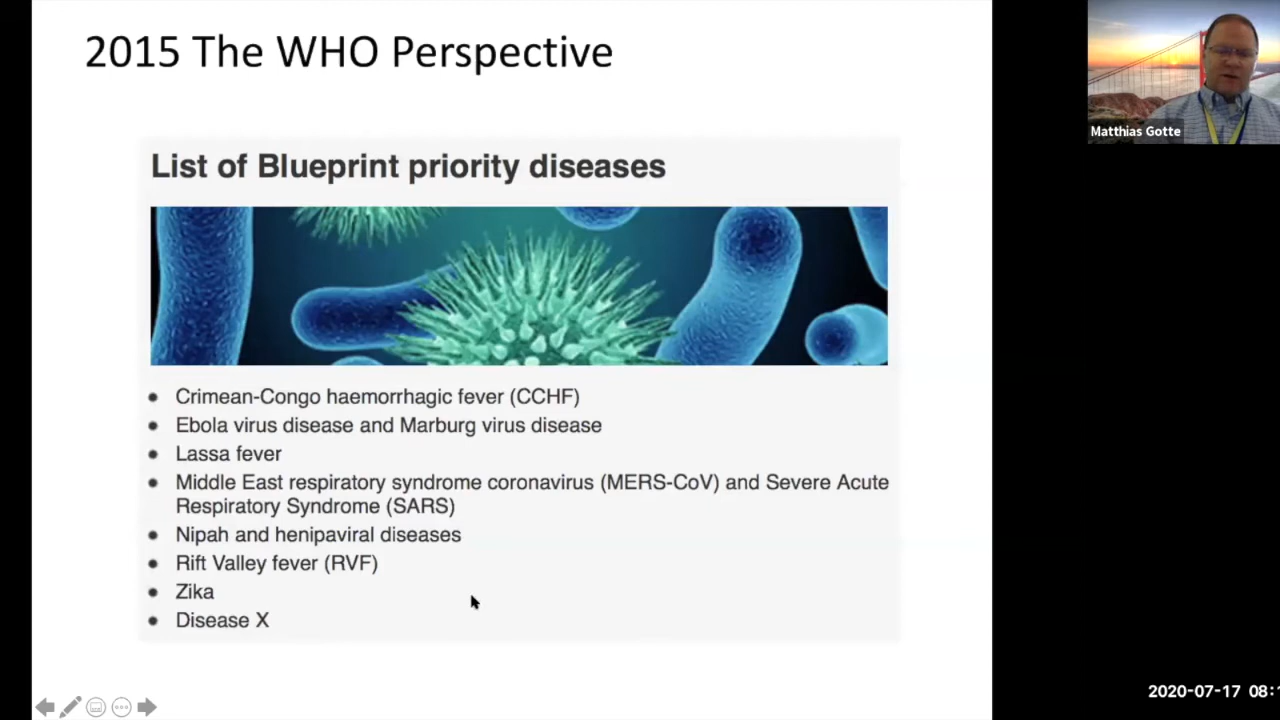 2015 The WHO Perspective
Matthias Gotte
List of Blueprint priority diseases
• Crimean-Congo haemorrhagic fever (CCHF)
• Ebola virus disease and Marburg virus disease
• Lassa fever
• Middle East respiratory syndrome coronavirus (MERS-CoV) and Severe Acute
Respiratory Syndrome (SARS)
• Nipah and henipaviral diseases
• Rift Valley fever (RVF)
• Zika
• Disease X
2020-07-17